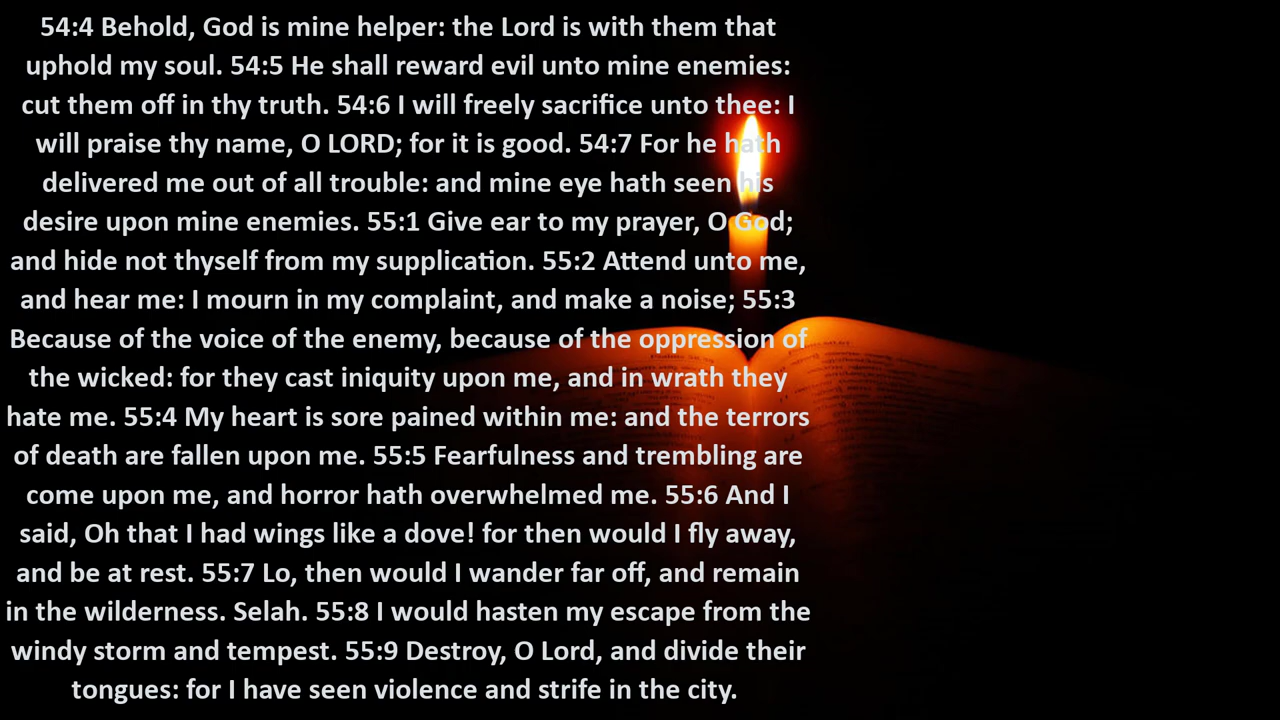 54:4 Behold, God is mine helper: the Lord is with them that
uphold my soul. 54:5 He shall reward evil unto mine enemies:
cut them off in thy truth. 54:6 I will freely sacrifice unto thee: I
will praise thy name, O LORD; for it is good. 54:7 For he hath
delivered me out of all trouble: and mine eye hath seen his
desire upon mine enemies. 55:1 Give ear to my prayer, O God;
and hide not thyself from my supplication. 55:2 Attend unto me,
and hear me: I mourn in my complaint, and make a noise; 55:3
Because of the voice of the enemy, because of the oppression of
the wicked: for they cast iniquity upon me, and in wrath they
hate me. 55:4 My heart is sore pained within me: and the terrors
of death are fallen upon me. 55:5 Fearfulness and trembling are
come upon me, and horror hath overwhelmed me. 55:6 And I
said, Oh that I had wings like a dove! for then would I fly away,
and be at rest. 55:7 Lo, then would I wander far off, and remain
in the wilderness. Selah. 55:8 I would hasten my escape from the
windy storm and tempest. 55:9 Destroy, O Lord, and divide their
tongues: for I have seen violence and strife in the city.